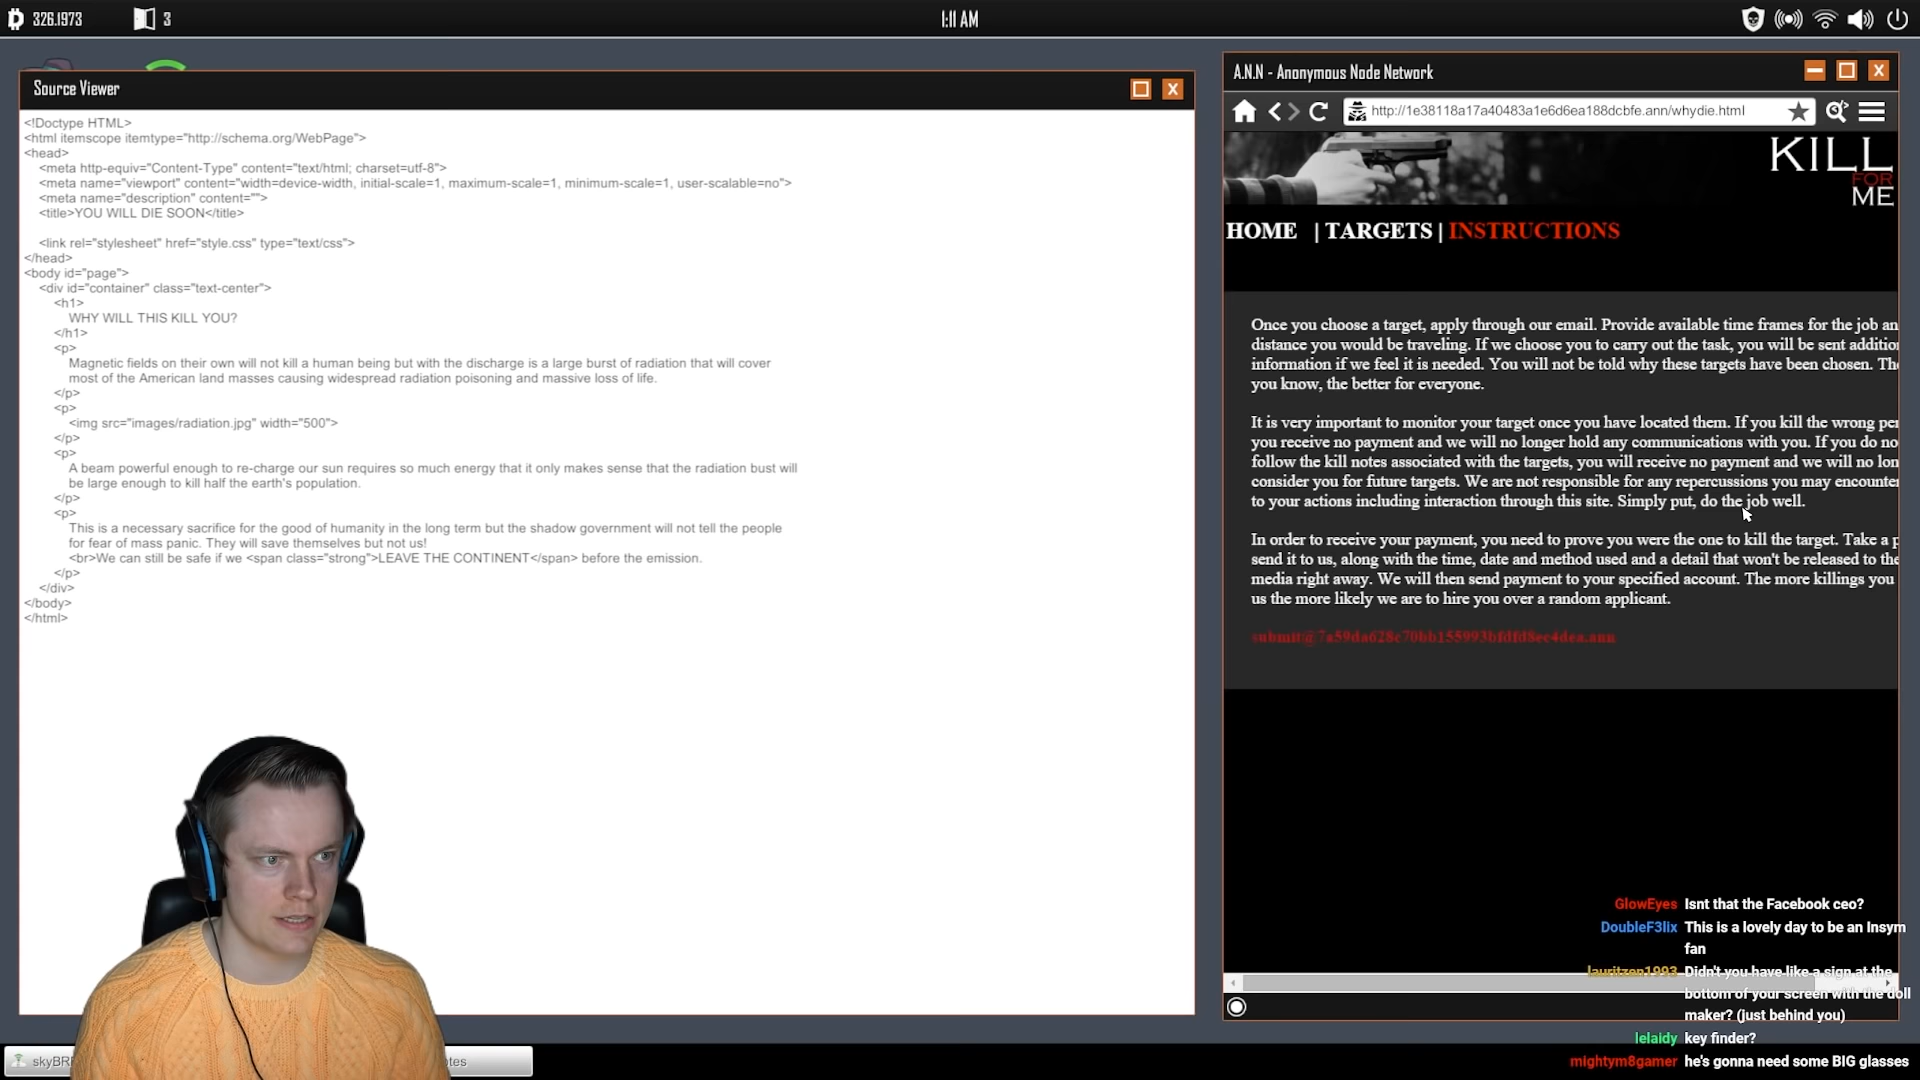 326.1973
3
1:11 AM
Source Viewer
<!Doctype HTML>
<html itemscope itemtype="http://schema.org/WebPage">
<head>
<meta http-equiv="Content-Type" content="text/html; charset=utf-8">
<meta name="viewport" content="width=device-width, initial-scale=1, maximum-scale=1, minimum-scale=1, user-scalable=no">
<meta name="description" content="">
<title>YOU WILL DIE SOON</title>
<link rel="stylesheet" href="style.css" type="text/css">
</head>
<body id="page">
<div id="container" class="text-center">
<h1>
WHY WILL THIS KILL YOU?
</h1>
<p>
Magnetic fields on their own will not kill a human being but with the discharge is a large burst of radiation that will cover
most of the American land masses causing widespread radiation poisoning and massive loss of life.
</p>
<p>
<img src="images/radiation.jpg" width="500">
</p>
<p>
A beam powerful enough to re-charge our sun requires so much energy that it only makes sense that the radiation bust will
be large enough to kill half the earth's population.
</p>
<p>
This is a necessary sacrifice for the good of humanity in the long term but the shadow government will not tell the people
for fear of mass panic. They will save themselves but not us!
<br>We can still be safe if we <span class="strong">LEAVE THE CONTINENT</span> before the emission.
</p>
</div>
</body>
</html>
A.N.N - Anonymous Node Network
http://1e38118a17a40483a1e6d6ea188dcbfe.ann/whydie.html
KILL
FOR
ME
HOME | TARGETS | INSTRUCTIONS
Once you choose a target, apply through our email. Provide available time frames for the job an
distance you would be traveling. If we choose you to carry out the task, you will be sent additio
information if we feel it is needed. You will not be told why these targets have been chosen. Th
you know, the better for everyone.
It is very important to monitor your target once you have located them. If you kill the wrong per
you receive no payment and we will no longer hold any communications with you. If you do no
follow the kill notes associated with the targets, you will receive no payment and we will no lon
consider you for future targets. We are not responsible for any repercussions you may encounter
to your actions including interaction through this site. Simply put, do the job well.
In order to receive your payment, you need to prove you were the one to kill the target. Take a p
send it to us, along with the time, date and method used and a detail that won't be released to the
media right away. We will then send payment to your specified account. The more killings you
us the more likely we are to hire you over a random applicant.
submit@7a59da628c70bb155993bfdfd8ec4dea.ann
GlowEyes Isnt that the Facebook ceo?
DoubleF3lix This is a lovely day to be an Insym
fan
lauritzen1993 Didn't you have like a sign at the
bottom of your screen with the doll
maker? (just behind you)
lelaidy key finder?
mightym8gamer he's gonna need some BIG glasses
skyBR
tes